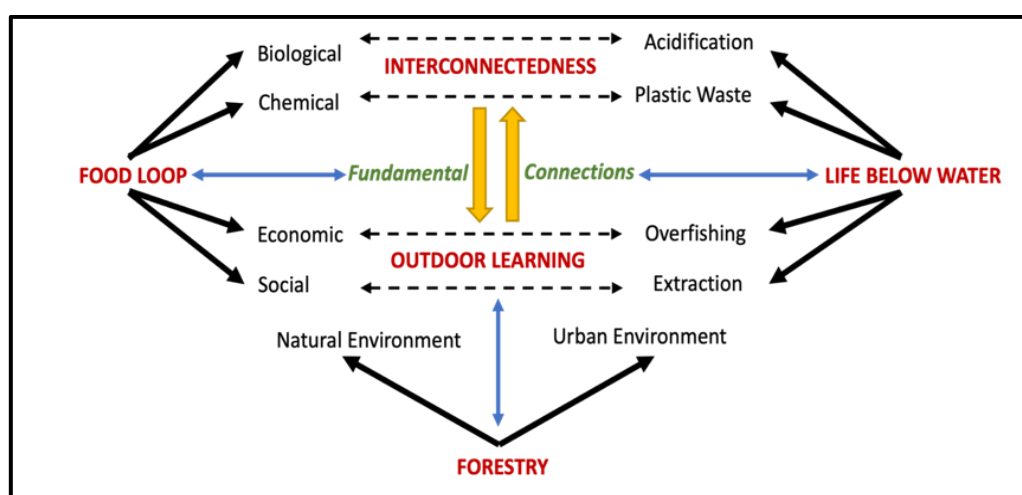 Biological
Acidification
INTERCONNECTEDNESS
Chemical
Plastic Waste
FOOD LOOP
Fundamental
Connections
LIFE BELOW WATER
Economic
Overfishing
OUTDOOR LEARNING
Social
Extraction
Natural Environment
Urban Environment
FORESTRY